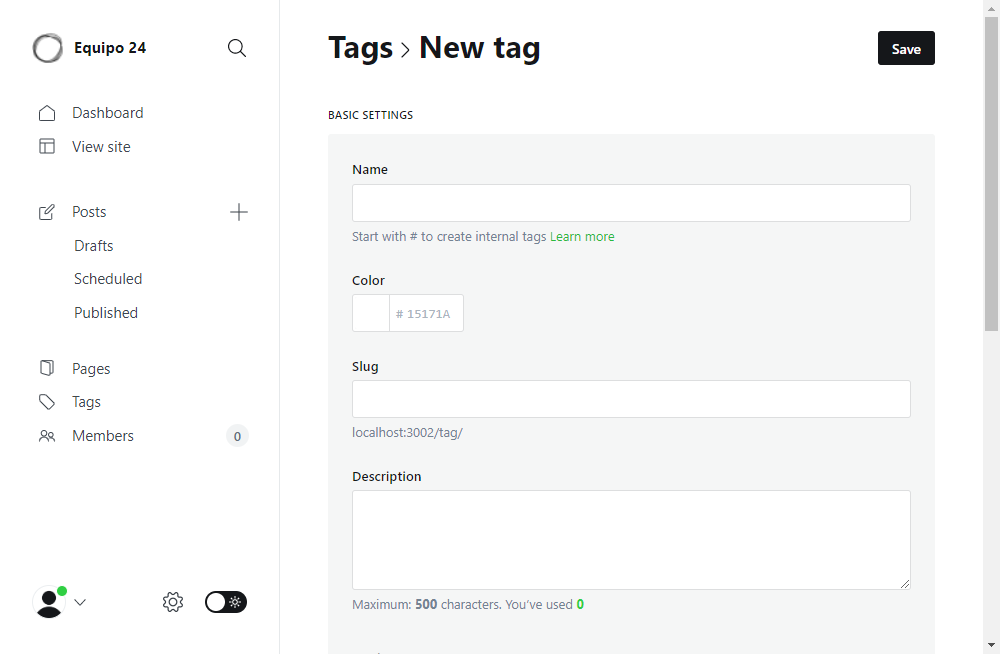 Equipo 24
Dashboard
View site
Posts
Drafts
Scheduled
Published
Pages
Tags
Members
0
Tags
New tag
Save
BASIC SETTINGS
Name
Start with # to create internal tags Learn more
Color
# 15171A
Slug
localhost:3002/tag/
Description
Maximum: 500 characters. You’ve used 0